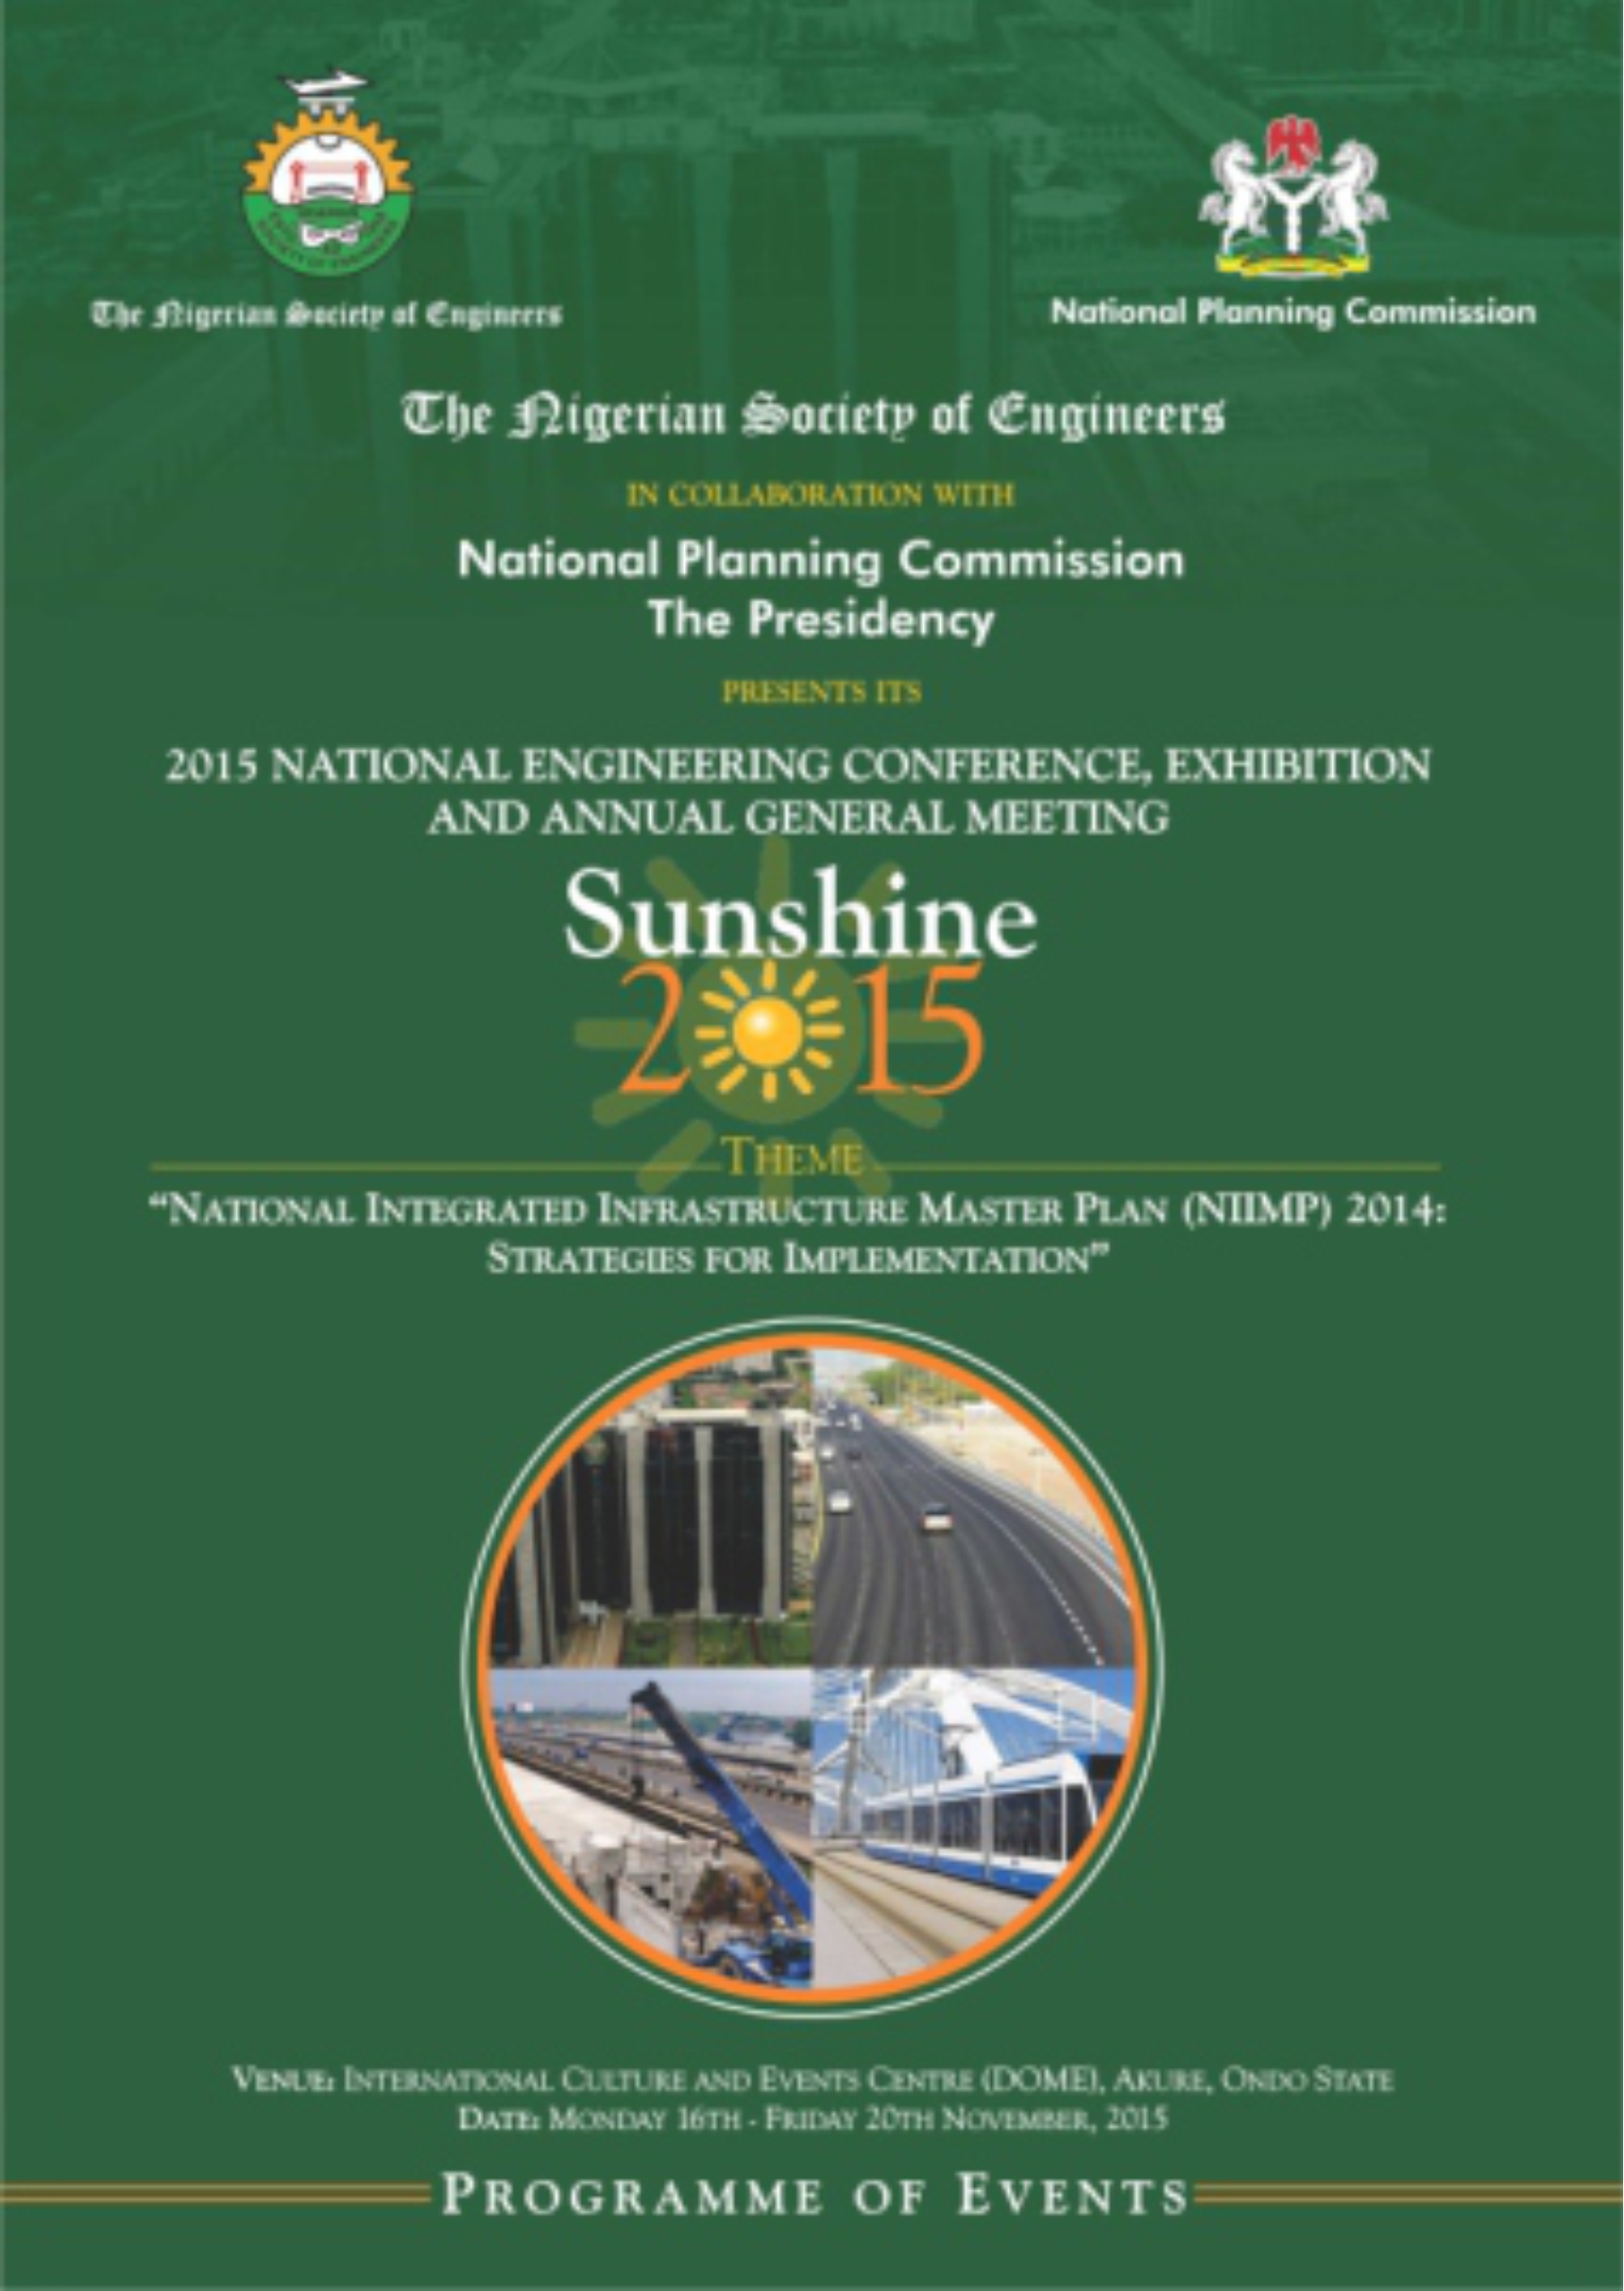 The Nigerian Society of Engineers
National Planning Commission
The Nigerian Society of Engineers
IN COLLABORATION WITH
National Planning Commission
The Presidency
PRESENTS ITS
2015 NATIONAL ENGINEERING CONFERENCE, EXHIBITION
AND ANNUAL GENERAL MEETING
Sunshine
2015
THEME
“NATIONAL INTEGRATED INFRASTRUCTURE MASTER PLAN (NIIMP) 2014:
STRATEGIES FOR IMPLEMENTATION”
VENUE: INTERNATIONAL CULTURE AND EVENTS CENTRE (DOME), AKURE, ONDO STATE
DATE: MONDAY 16TH - FRIDAY 20TH NOVEMBER, 2015
PROGRAMME OF EVENTS